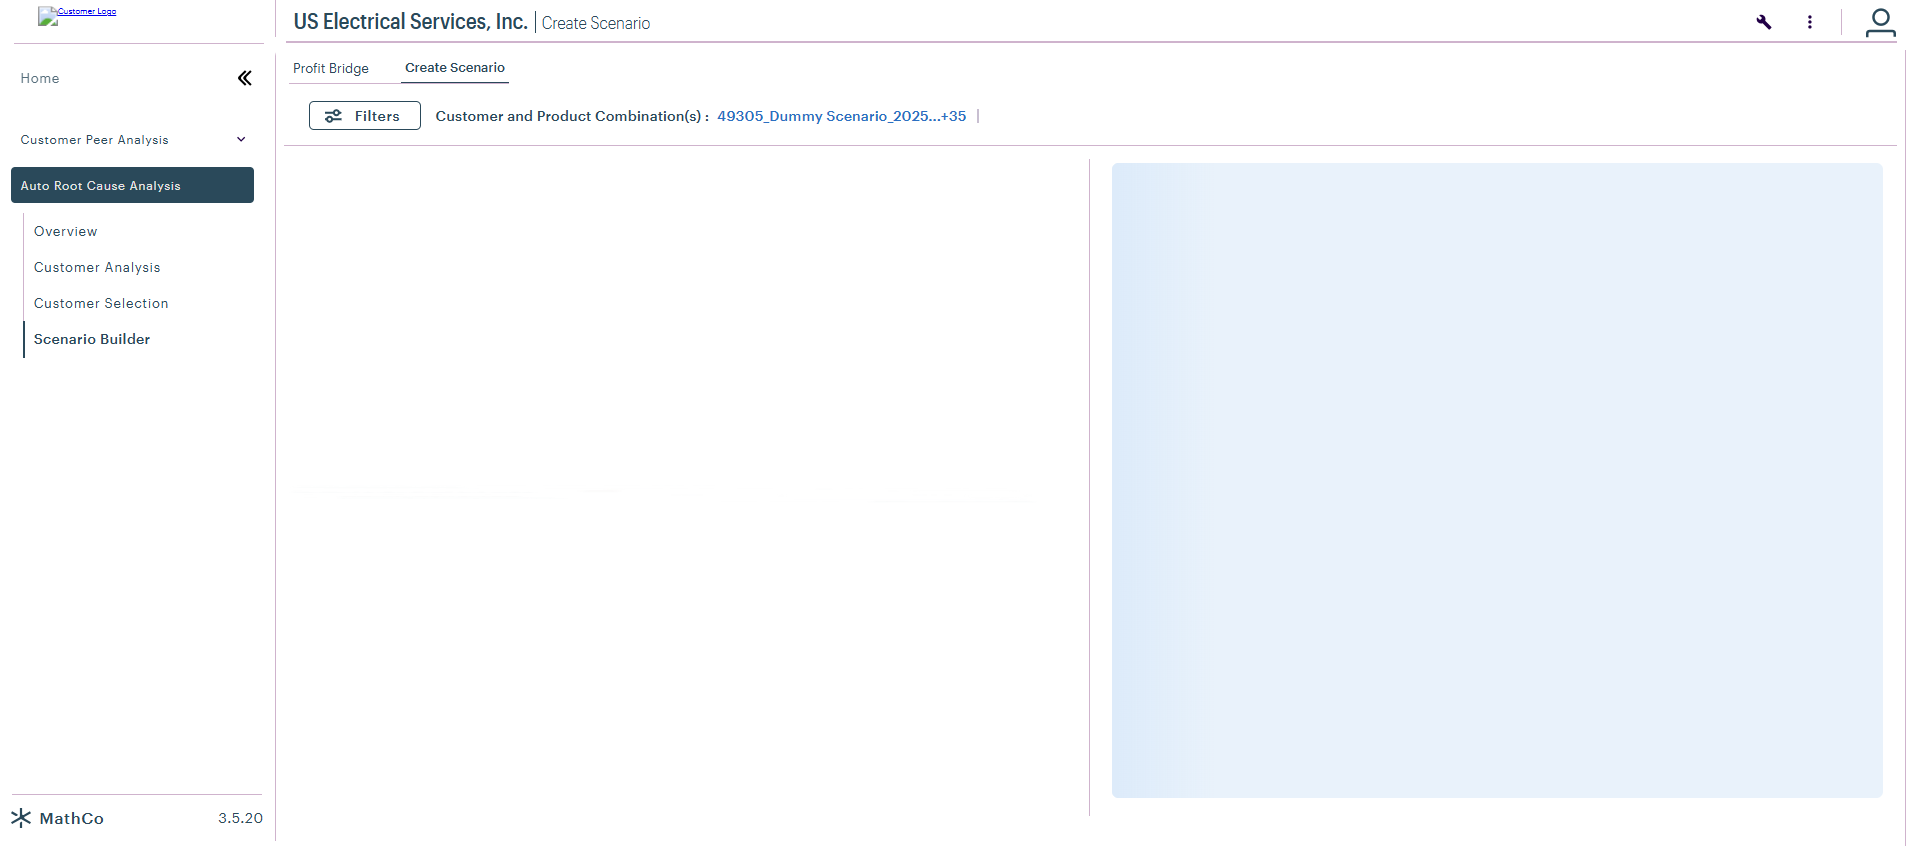 Customer Logo
US Electrical Services, Inc. Create Scenario
Home
Profit Bridge
Create Scenario
Filters
Customer and Product Combination(s) : 49305_Dummy Scenario_2025...+35
Customer Peer Analysis
Auto Root Cause Analysis
Overview
Customer Analysis
Customer Selection
Scenario Builder
MathCo
3.5.20